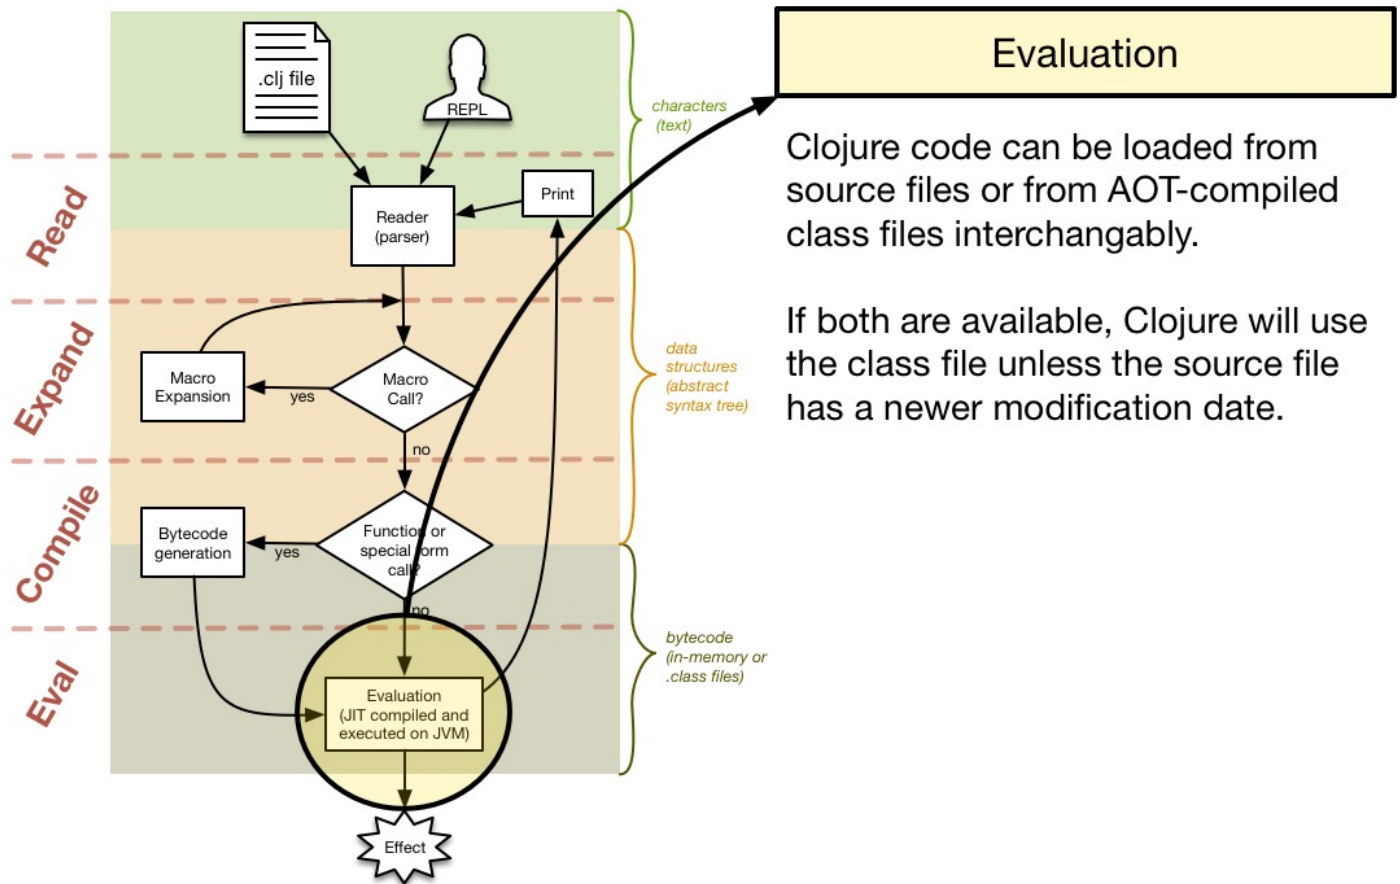 .clj file
REPL
characters
(text)
Read
Reader
(parser)
Print
Expand
Macro
Expansion
yes
Macro
Call?
no
data
structures
(abstract
syntax tree)
Compile
Bytecode
generation
yes
Function or
special form
call?
no
Eval
Evaluation
(JIT compiled and
executed on JVM)
bytecode
(in-memory or
.class files)
Effect
Evaluation
Clojure code can be loaded from
source files or from AOT-compiled
class files interchangably.
If both are available, Clojure will use
the class file unless the source file
has a newer modification date.